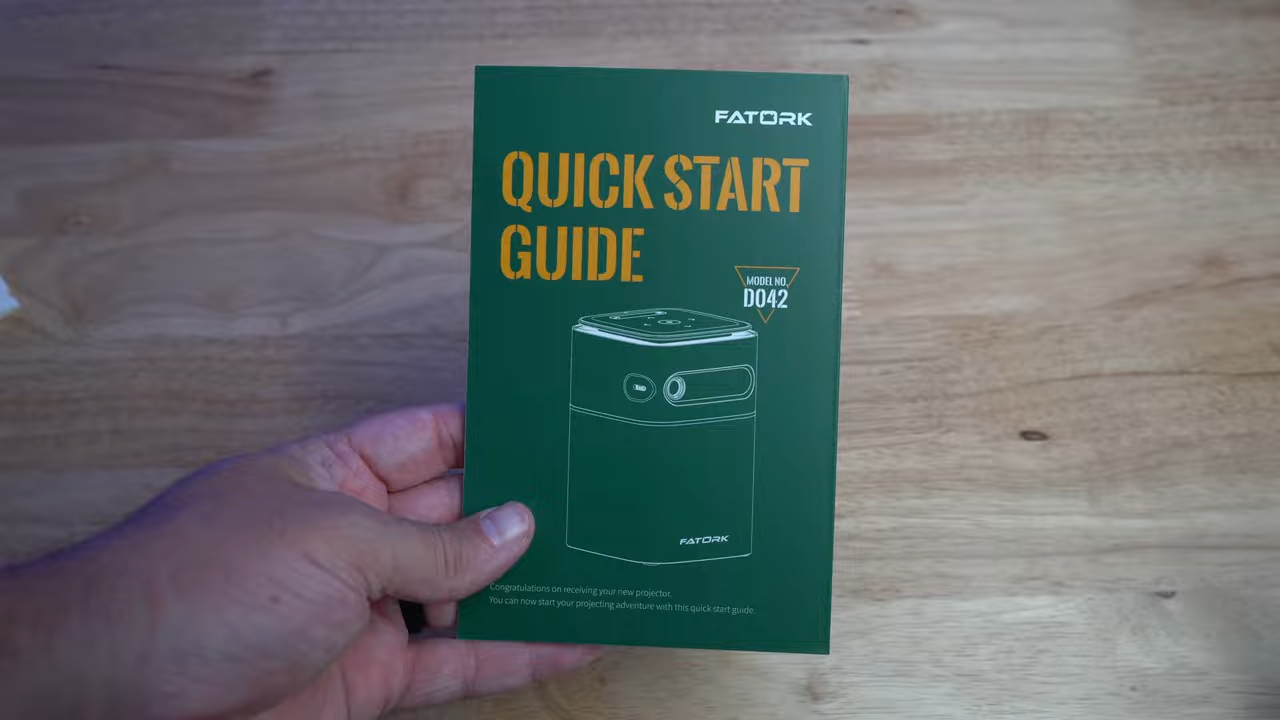 FATORK
QUICK START
GUIDE
MODEL NO.
D042
FATORK
Congratulations on receiving your new projector.
You can now start your projecting adventure with this quick start guide.